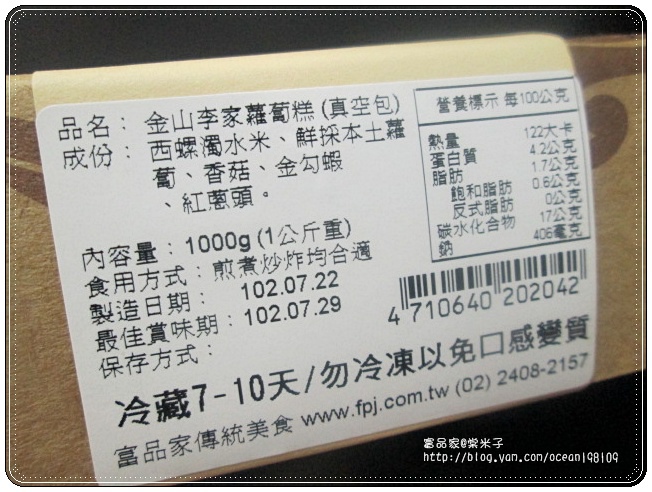 品名：金山李家蘿蔔糕 (真空包)
成份：西螺濁水米、鮮採本土蘿
蔔、香菇、金勾蝦
、紅蔥頭。
內容量：1000g (1公斤重)
食用方式：煎煮炒炸均合適
製造日期：102.07.22
最佳賞味期：102.07.29
保存方式：
冷藏7-10天/勿冷凍以免口感變質
富品家傳統美食 www.fpj.com.tw (02) 2408-2157
營養標示 每100公克
熱量 122大卡
蛋白質 4.2公克
脂肪 1.7公克
飽和脂肪 0.6公克
反式脂肪 0公克
碳水化合物 17公克
鈉 406毫克
4 710640 202042
富品家@柴米子
http://blog.yam.com/ocean198109